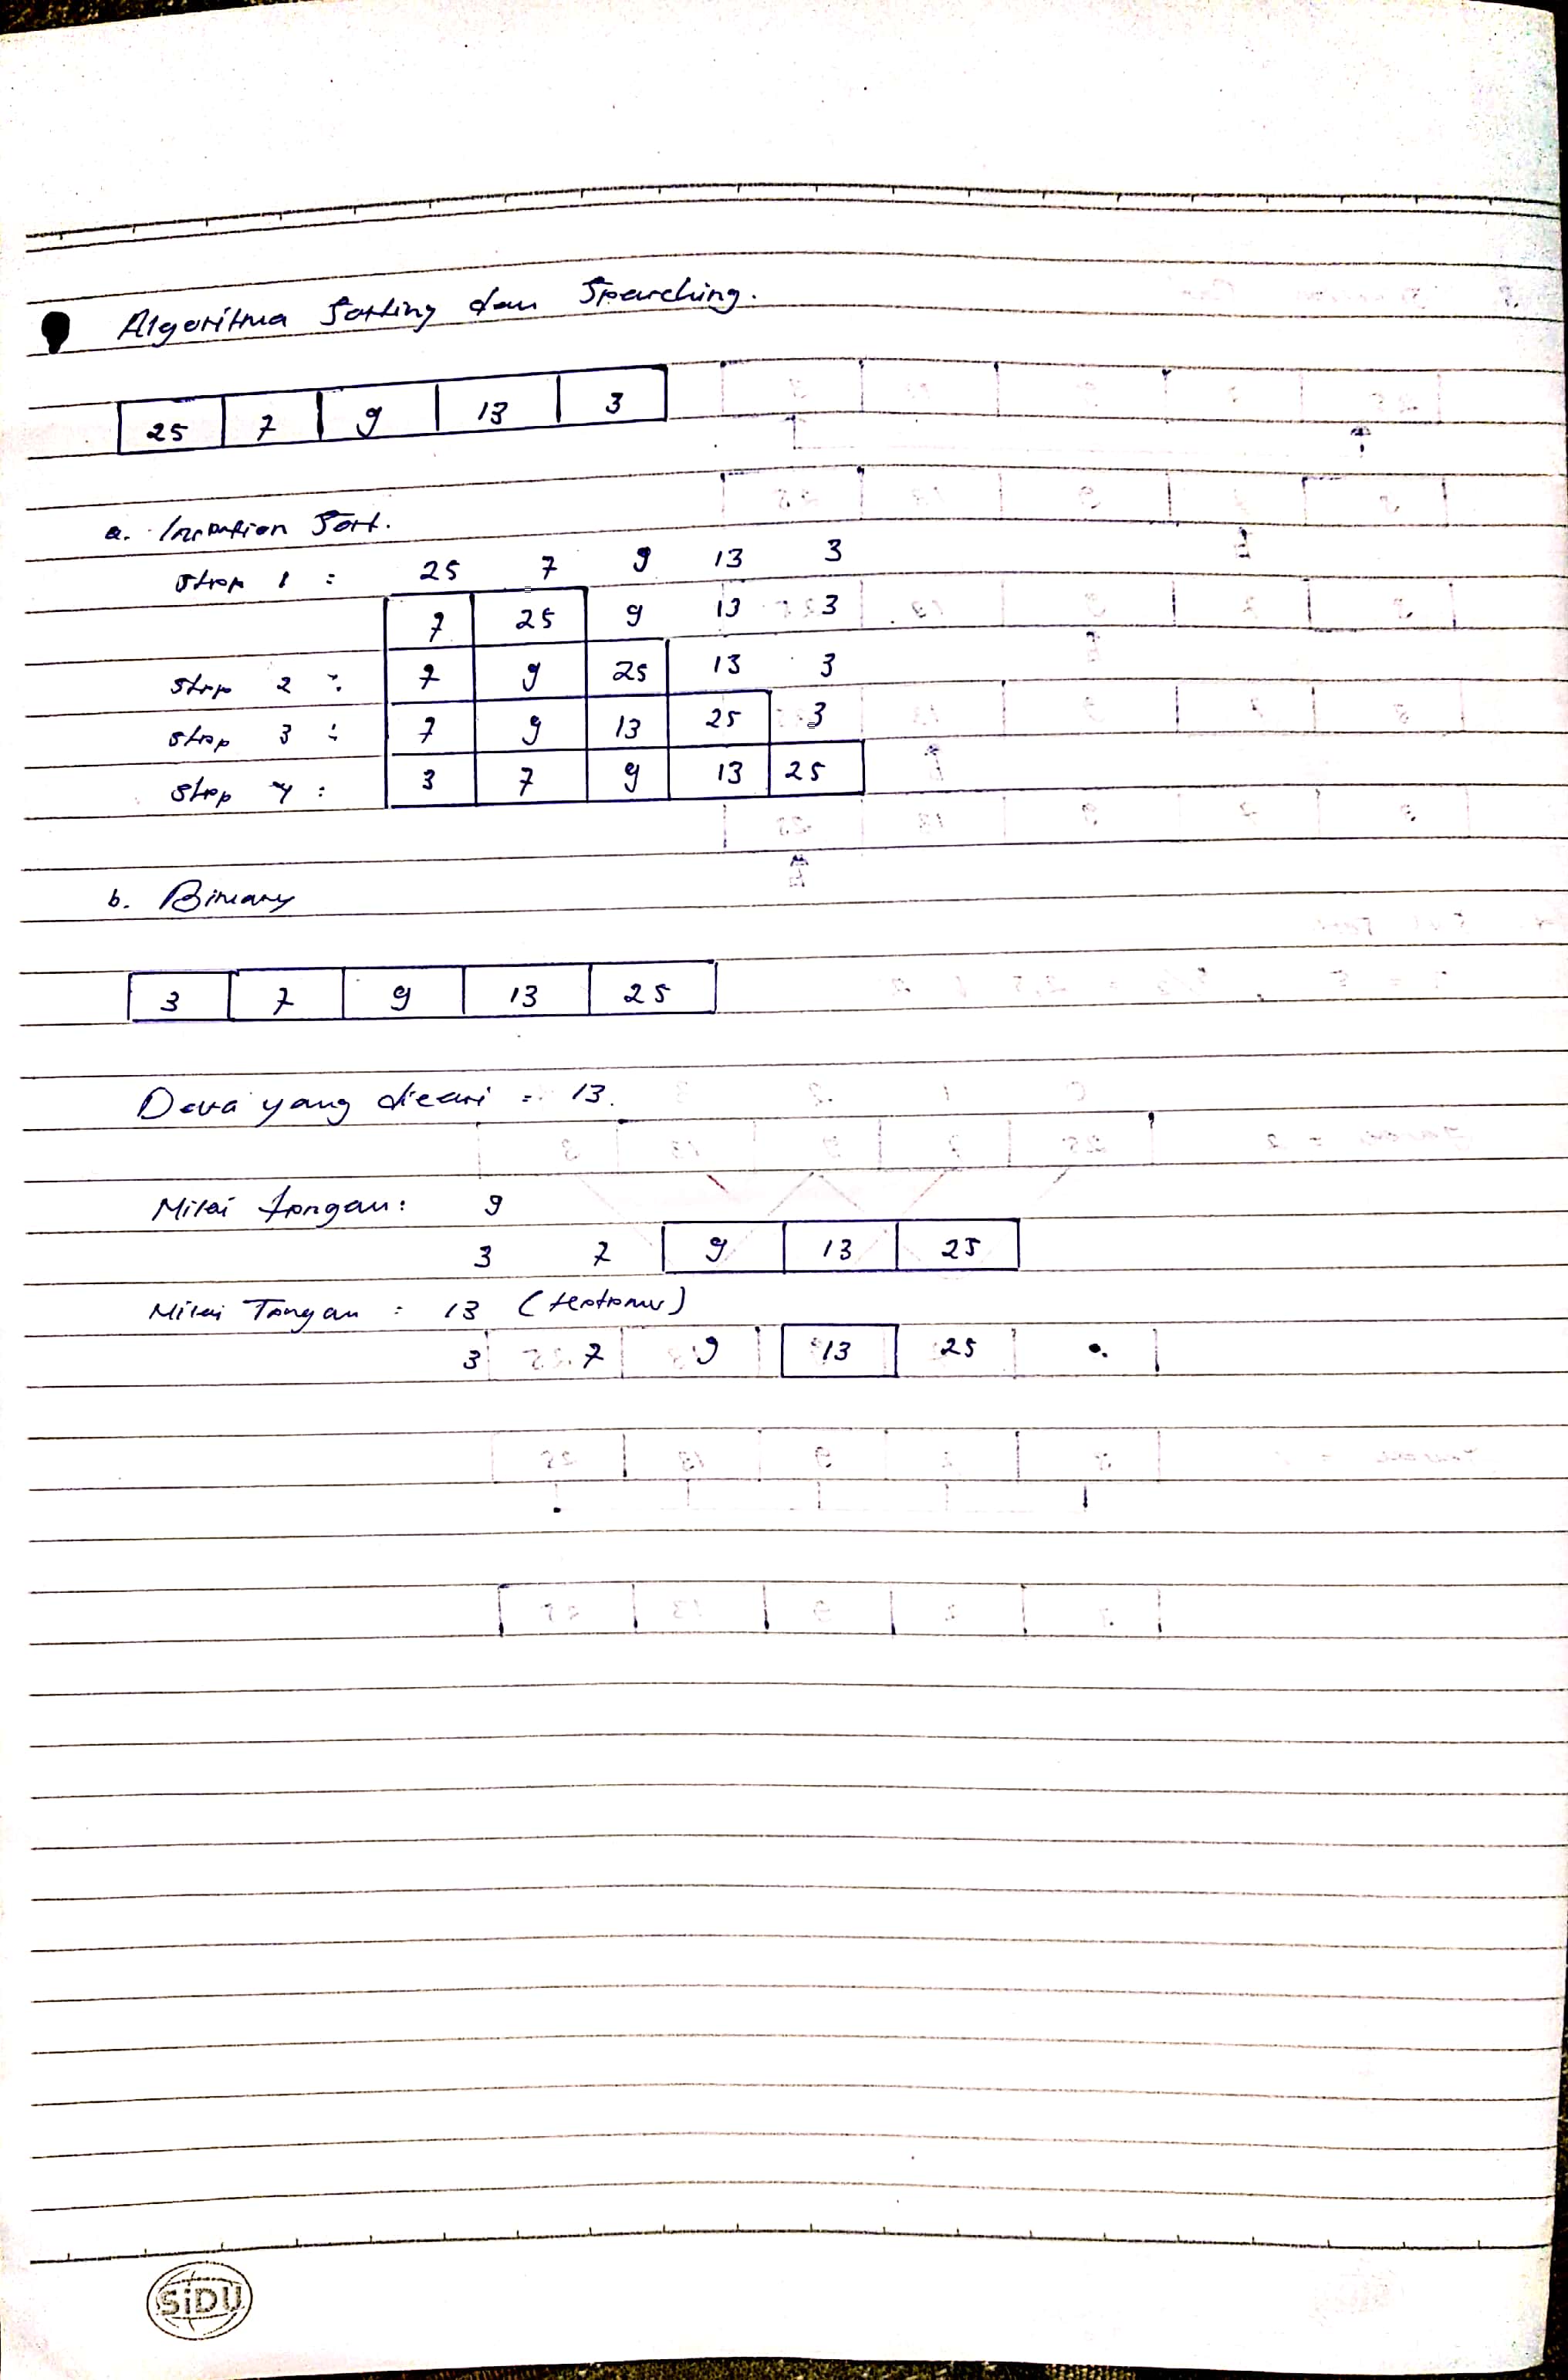 Algoritma Sorting dan Searching.
25 7 9 13 3
a. Insertion Sort.
Step 1 : 25 7 9 13 3
7 25 9 13 3
Step 2 : 7 9 25 13 3
Step 3 : 7 9 13 25 3
Step 4 : 3 7 9 13 25
b. Binary
3 7 9 13 25
Data yang dicari = 13.
Nilai tengah : 9
3 7 9 13 25
Nilai Tengah : 13 (ketemu)
3 7 9 13 25
SiDU